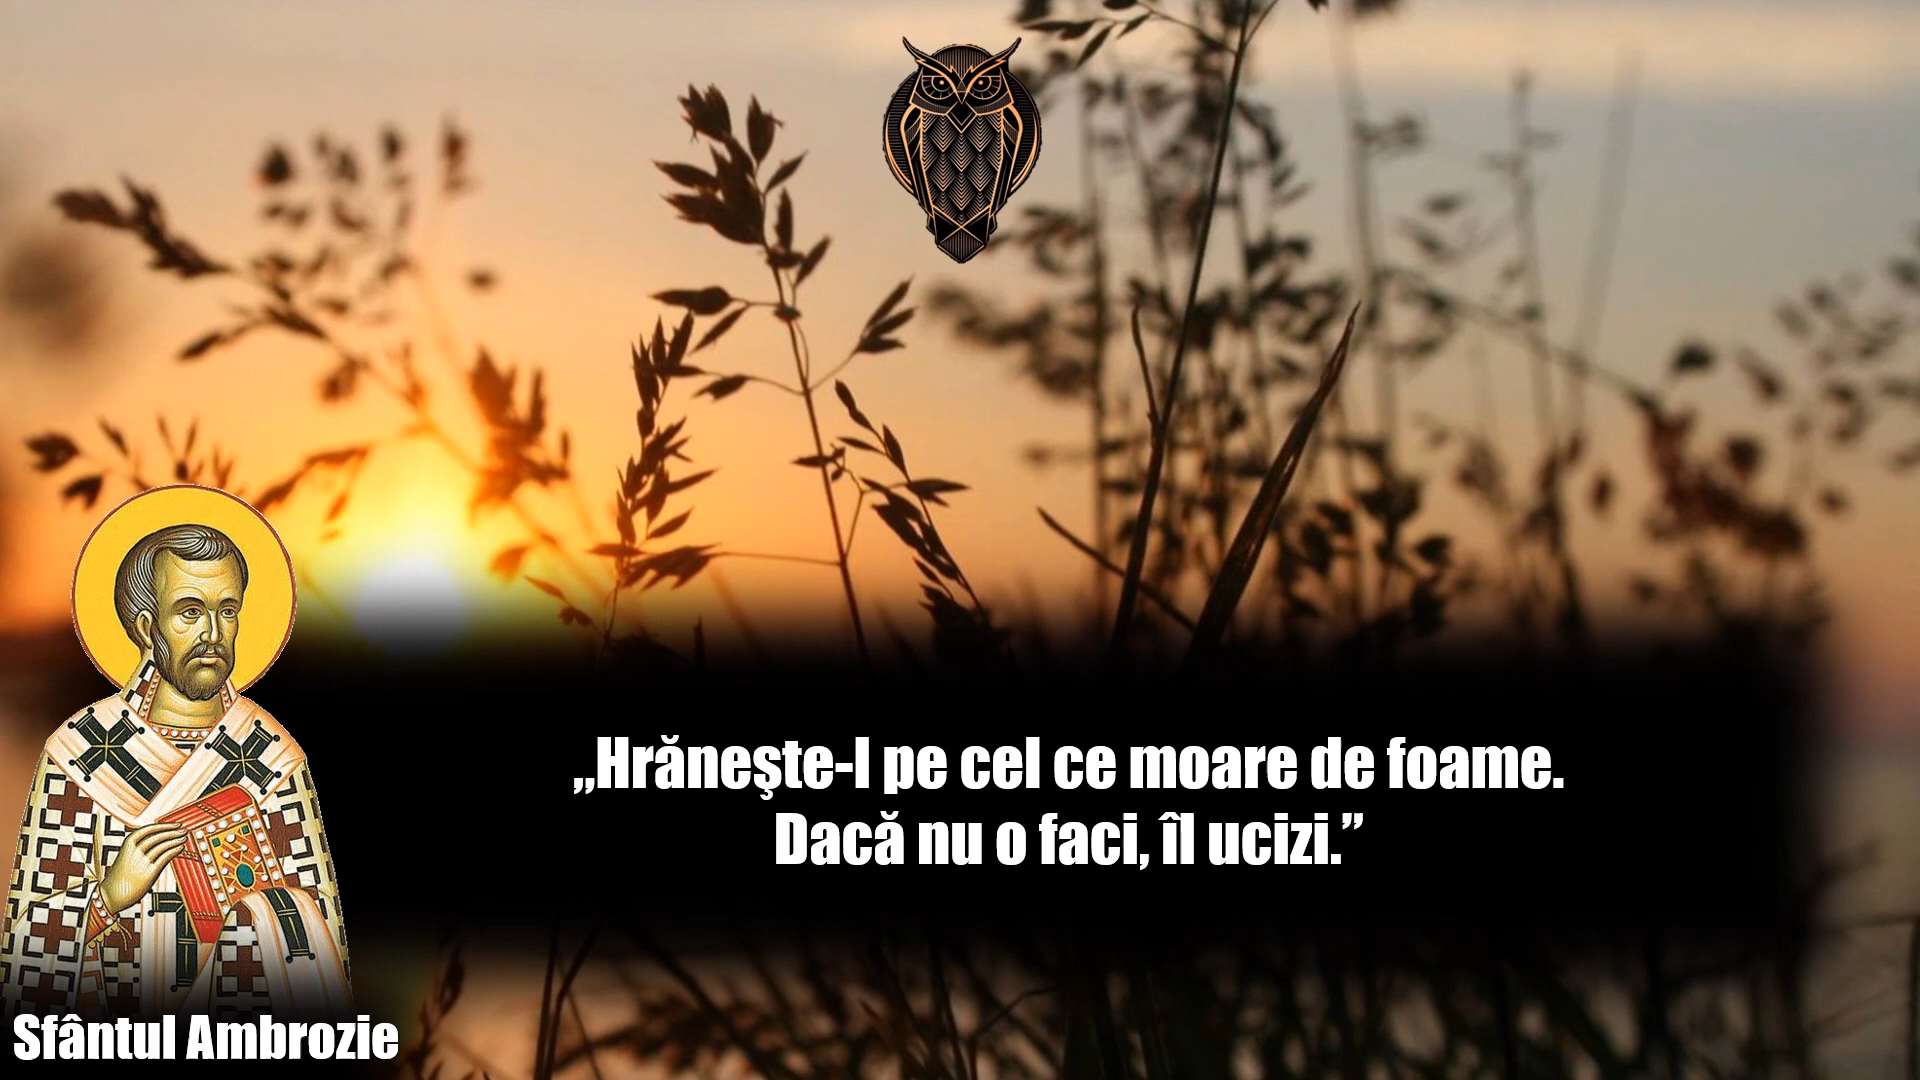 „Hrăneşte-l pe cel ce moare de foame.
Dacă nu o faci, îl ucizi.”
Sfântul Ambrozie